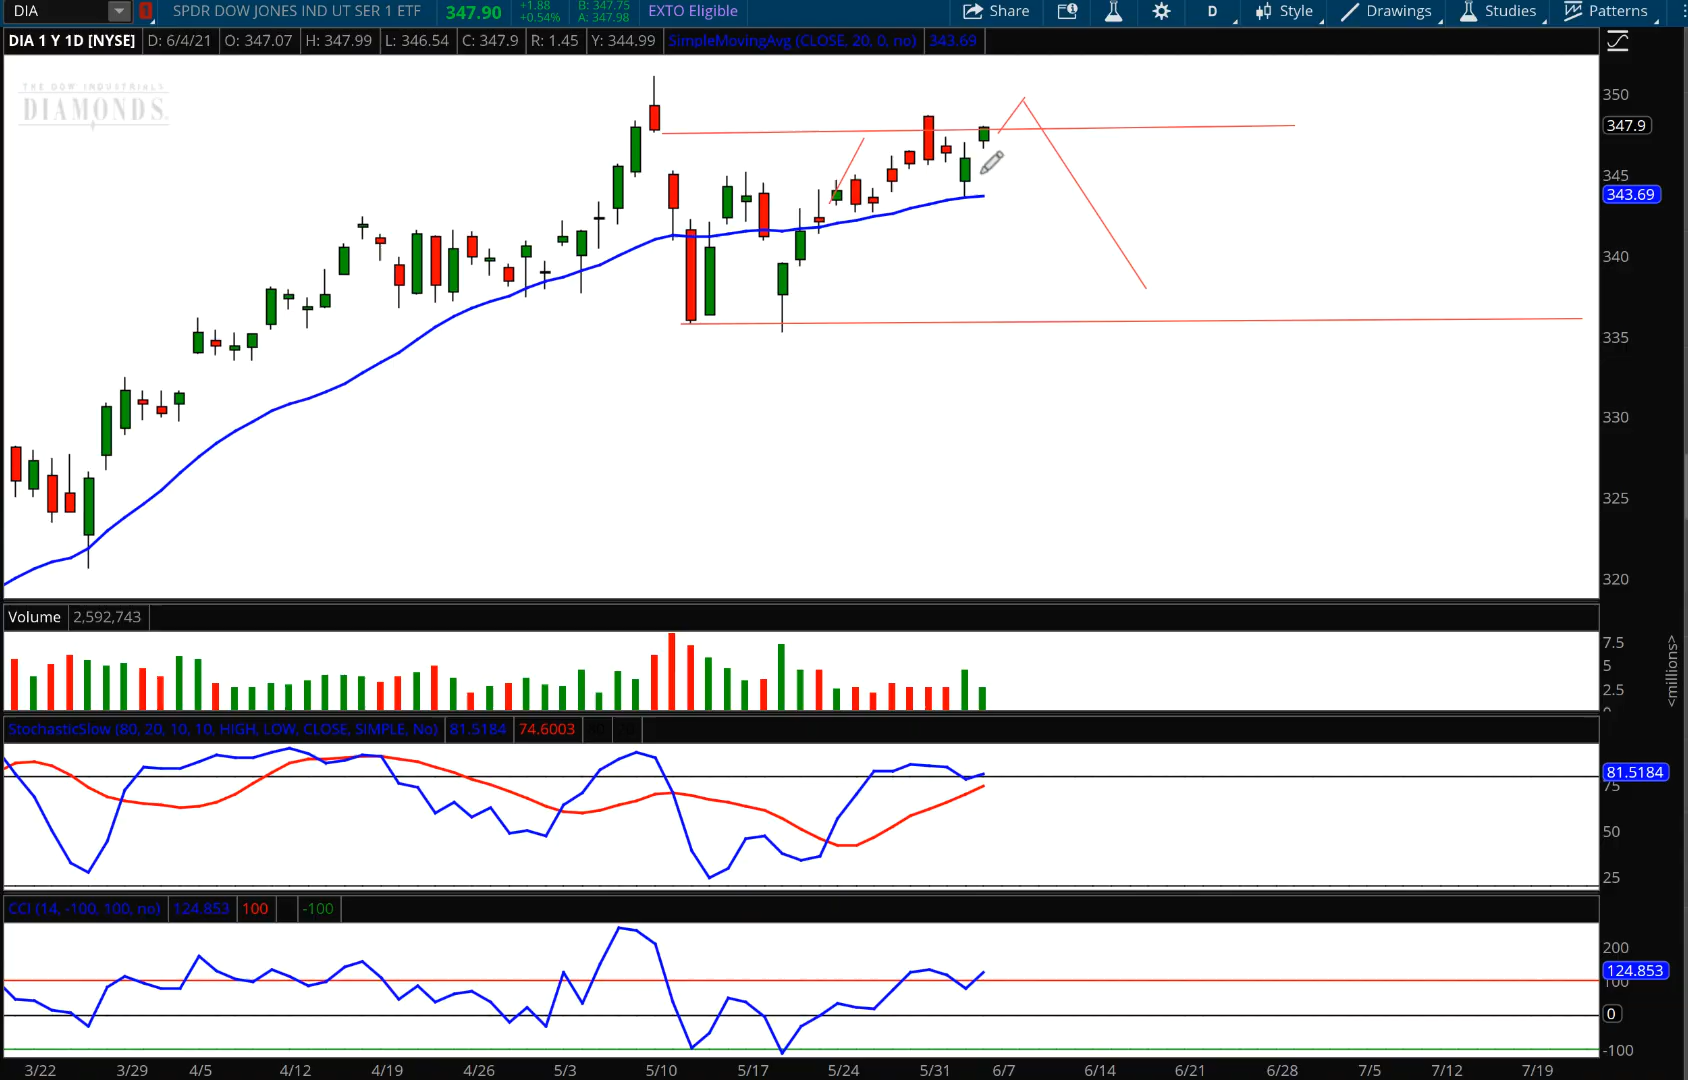 DIA 1 SPDR DOW JONES IND UT SER 1 ETF 347.90 +1.88 +0.54% B: 347.75 A: 347.98 EXTO Eligible Share 1 D Style Drawings Studies Patterns
DIA 1 Y 1D [NYSE] D: 6/4/21 O: 347.07 H: 347.99 L: 346.54 C: 347.9 R: 1.45 Y: 344.99 SimpleMovingAvg (CLOSE, 20, 0, no) 343.69
THE DOW INDUSTRIALS
DIAMONDS
350
347.9
345
343.69
340
335
330
325
320
Volume 2,592,743
7.5
5
2.5
0
<millions>
StochasticSlow (80, 20, 10, 10, HIGH, LOW, CLOSE, SIMPLE, No) 81.5184 74.6003
81.5184
75
50
25
CCI (14, -100, 100, no) 124.853 100 -100
200
124.853
100
0
-100
3/22 3/29 4/5 4/12 4/19 4/26 5/3 5/10 5/17 5/24 5/31 6/7 6/14 6/21 6/28 7/5 7/12 7/19